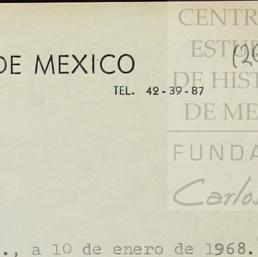 CENTR
ESTU
DE MEXICO
(26
DE HIST
TEL. 42-39-87
DE ME
FUNDA
Carlos
., a 10 de enero de 1968.